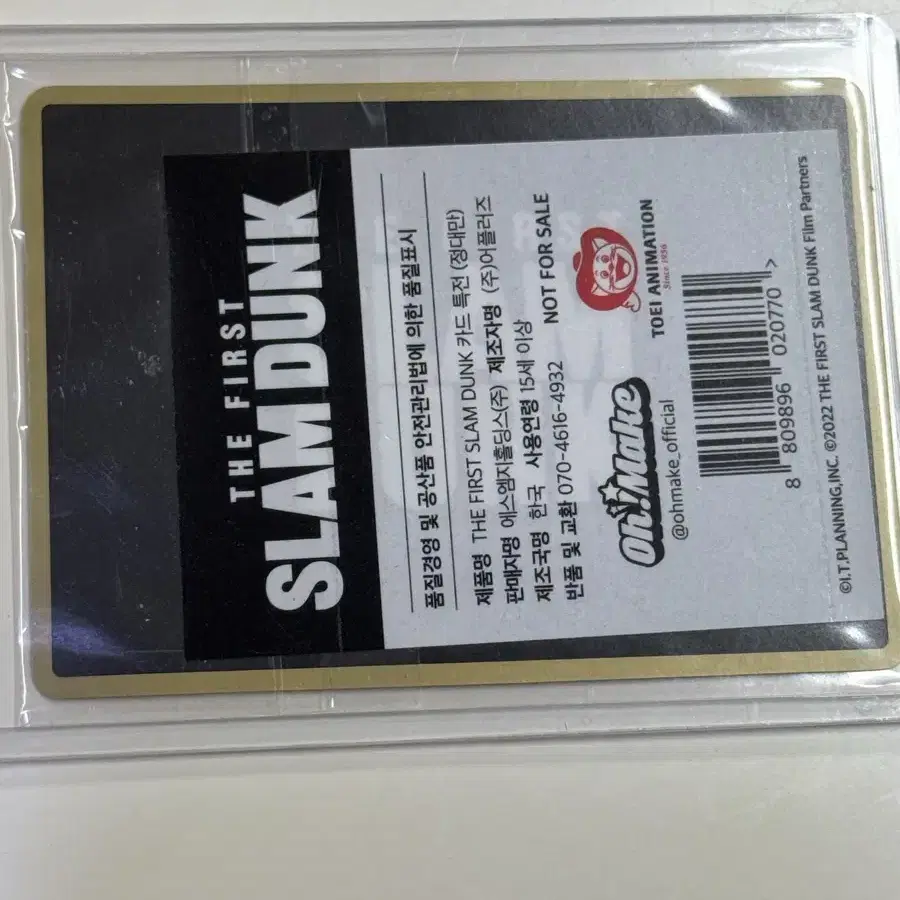 THE FIRST
SLAM DUNK
품질경영 및 공산품 안전관리법에 의한 품질표시
제품명 THE FIRST SLAM DUNK 카드 특전 (정대만)
판매자명 에스엠지홀딩스(주) 제조자명 (주)어플러즈
제조국명 한국 사용연령 15세 이상
반품 및 교환 070-4616-4932
NOT FOR SALE
Oh!Make
@ohmake_official
TOEI ANIMATION
Since 1956
8 809896 020770 >
©I.T.PLANNING,INC. ©2022 THE FIRST SLAM DUNK Film Partners